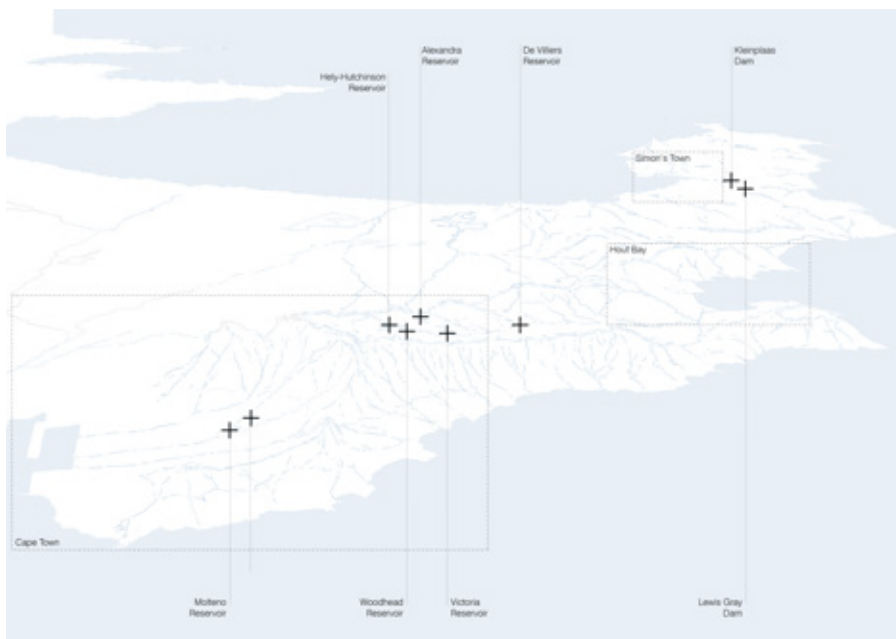 Alexandra
Reservoir
De Villiers
Reservoir
Kleinplaas
Dam
Hely-Hutchinson
Reservoir
Simon's Town
Hout Bay
Cape Town
Molteno
Reservoir
Woodhead
Reservoir
Victoria
Reservoir
Lewis Gray
Dam